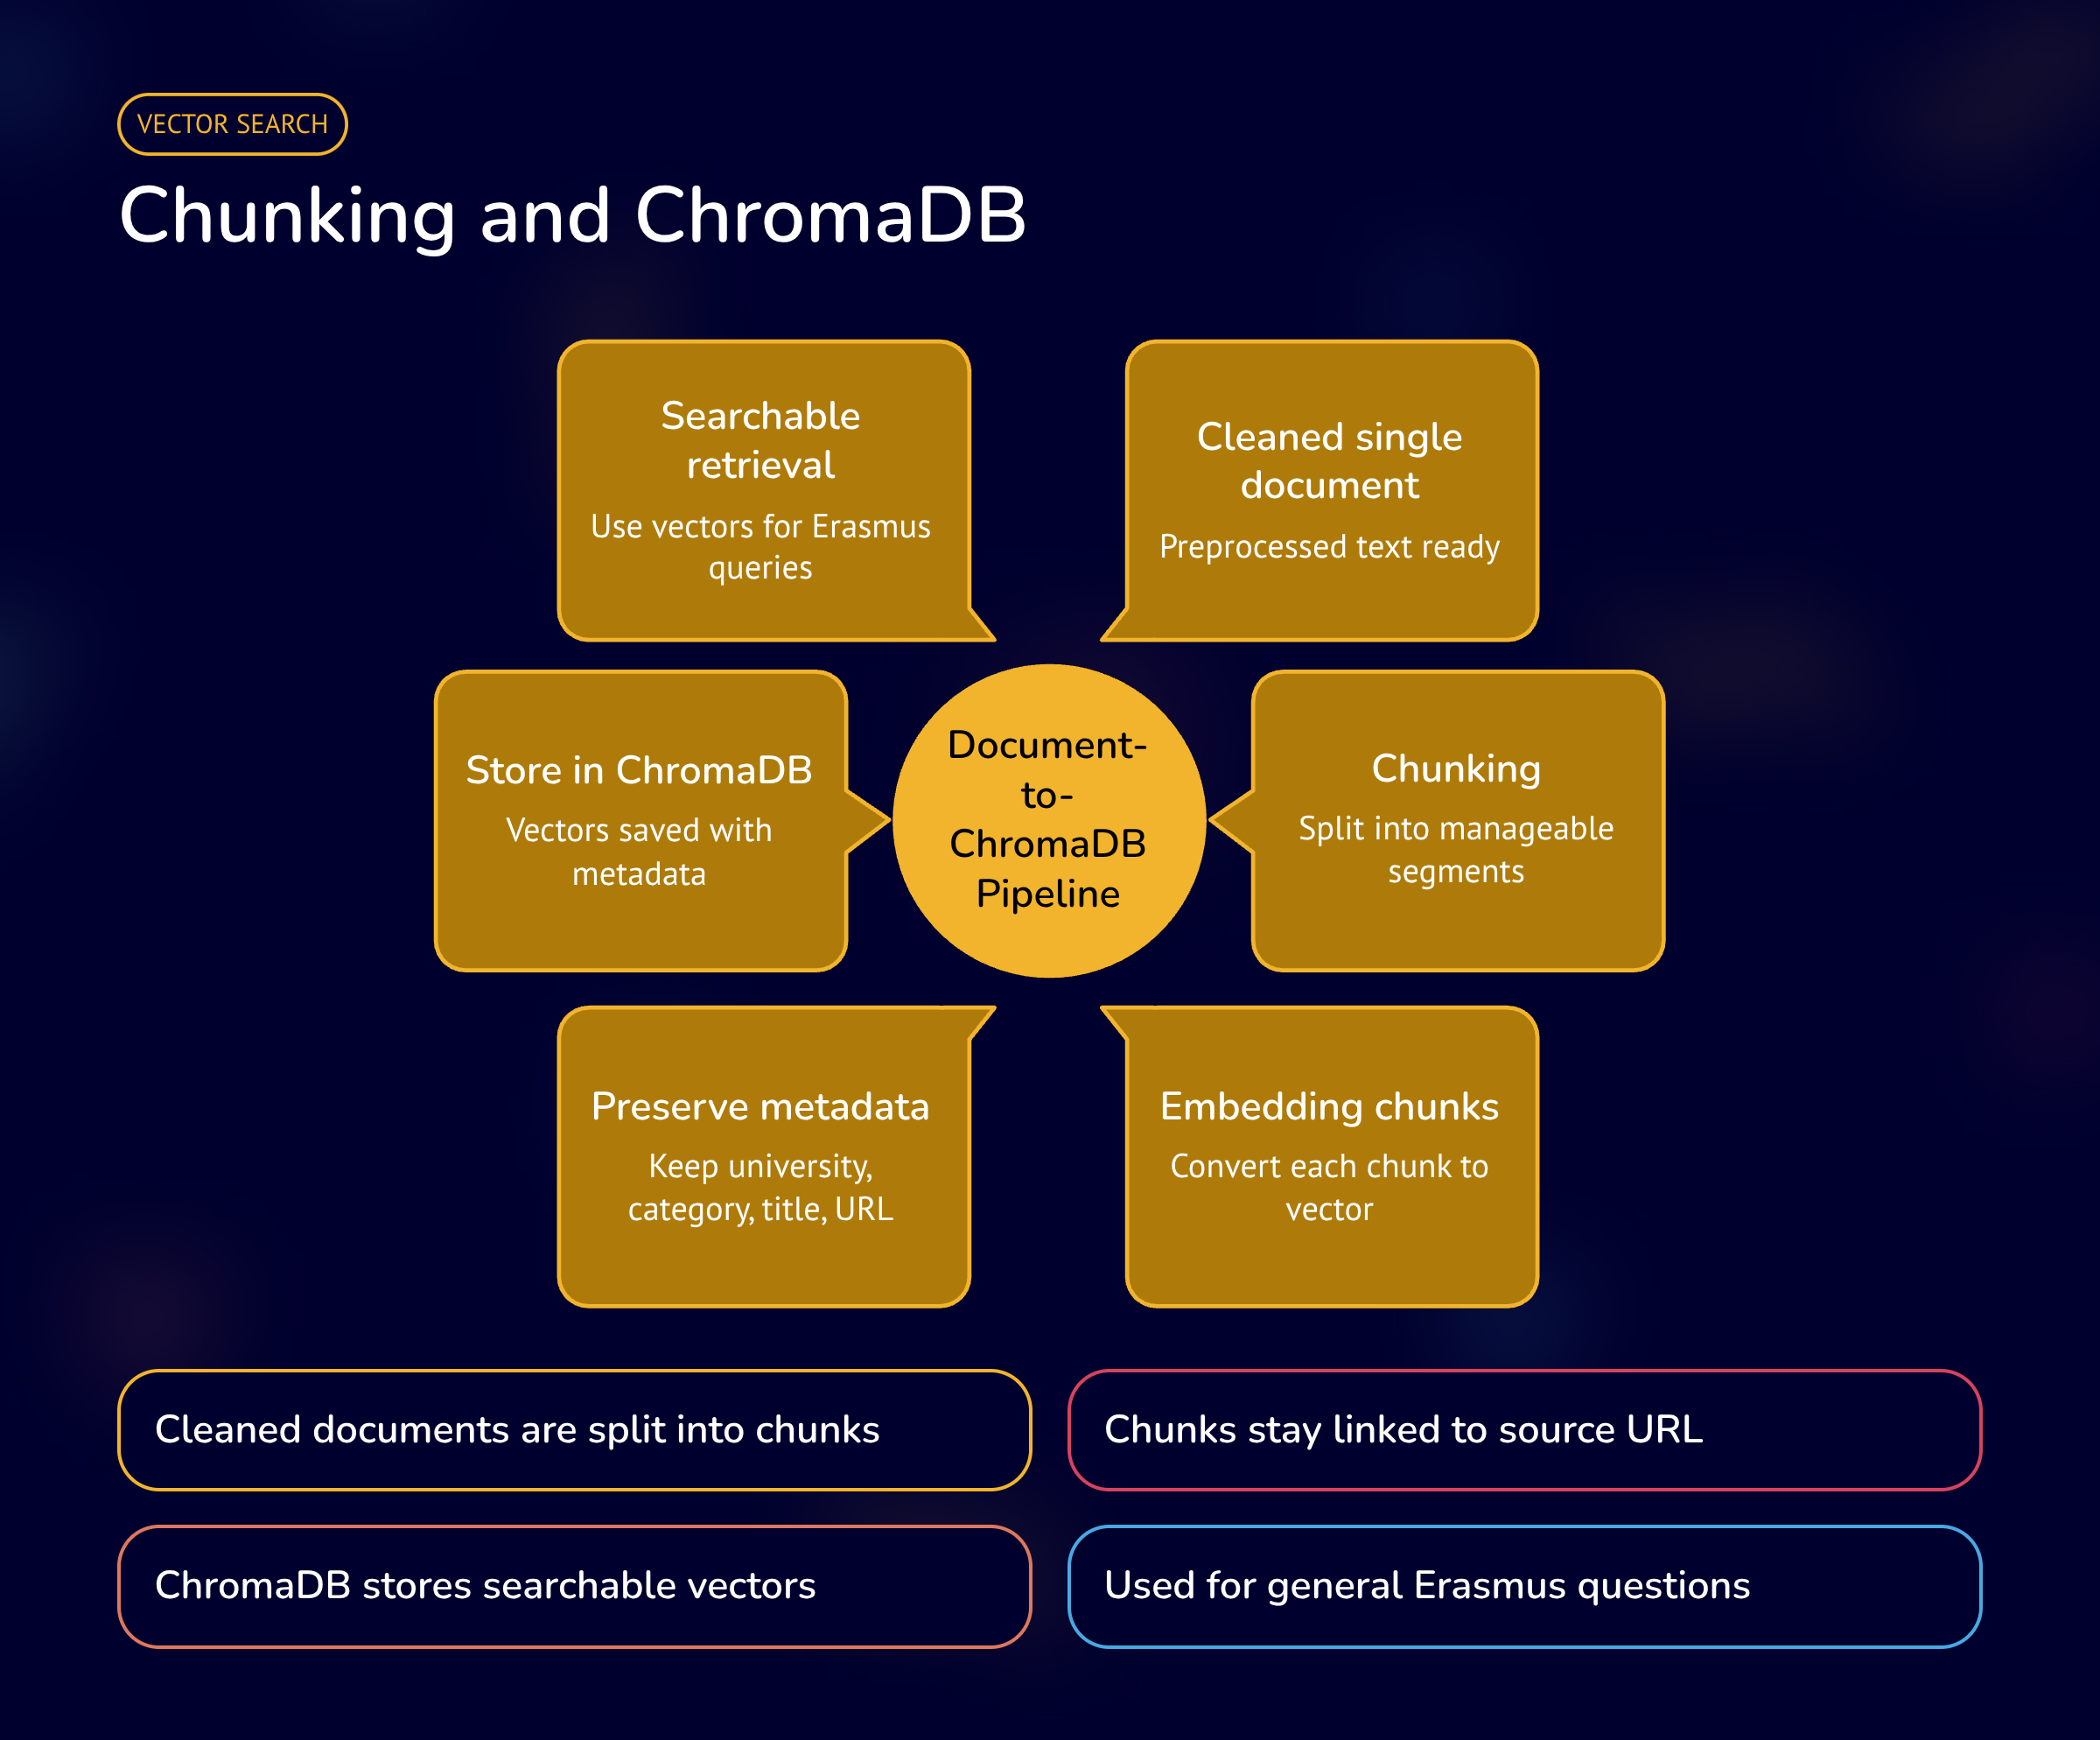 VECTOR SEARCH
Chunking and ChromaDB
Searchable
retrieval
Use vectors for Erasmus
queries
Cleaned single
document
Preprocessed text ready
Store in ChromaDB
Vectors saved with
metadata
Document-
to-
ChromaDB
Pipeline
Chunking
Split into manageable
segments
Preserve metadata
Keep university,
category, title, URL
Embedding chunks
Convert each chunk to
vector
Cleaned documents are split into chunks
Chunks stay linked to source URL
ChromaDB stores searchable vectors
Used for general Erasmus questions